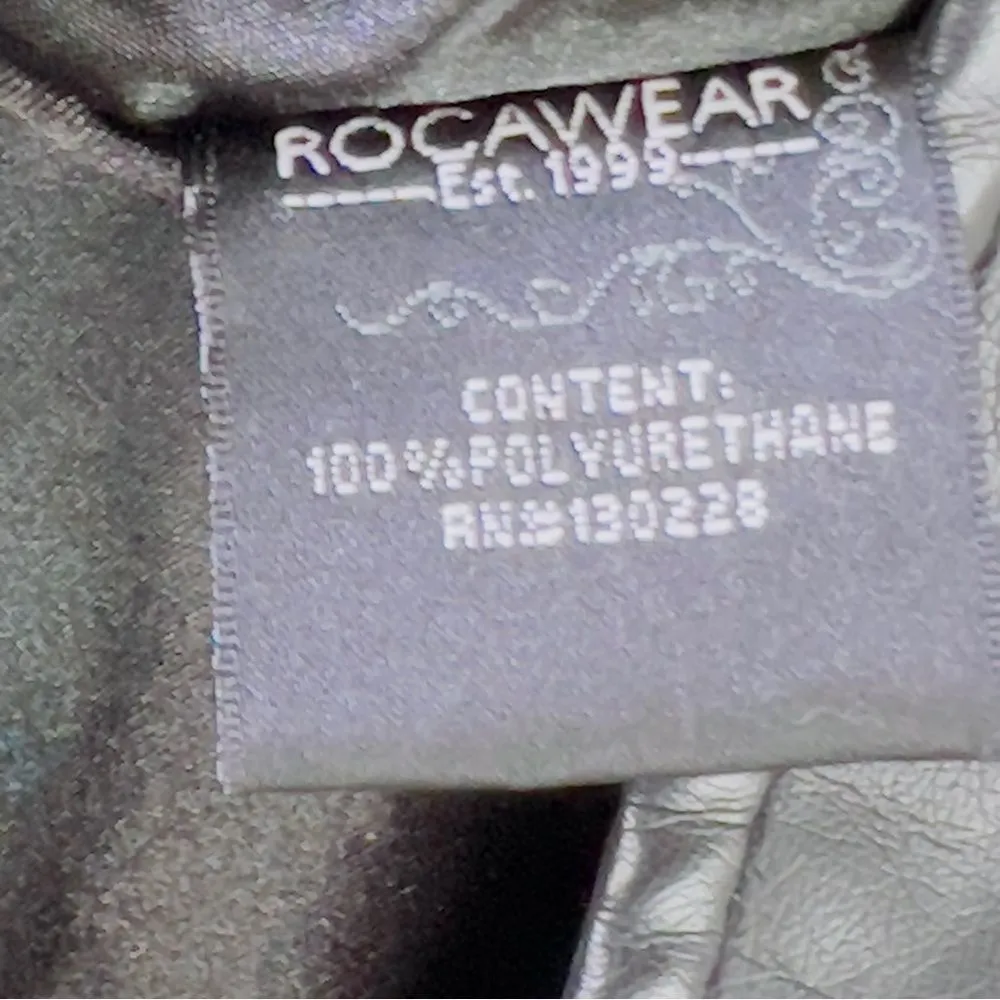 ROCAWEAR
Est. 1999
CONTENT:
100%POLYURETHANE
RN#130228